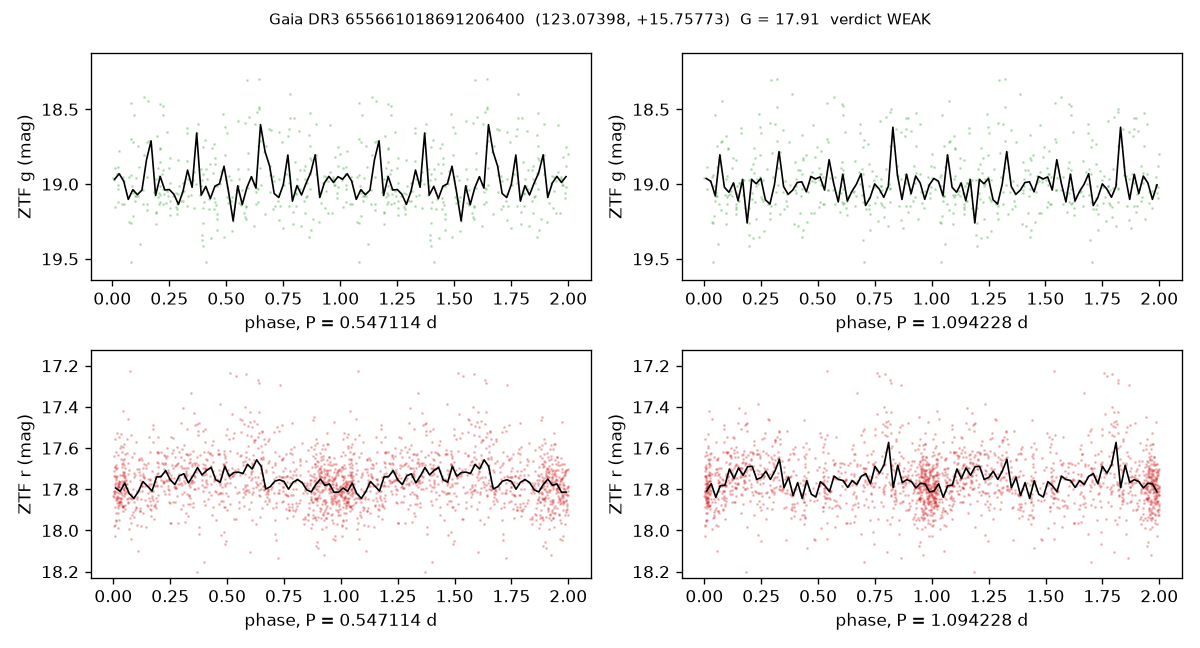 Gaia DR3 655661018691206400  (123.07398, +15.75773)  G = 17.91  verdict WEAK
ZTF g (mag)
18.5
19.0
19.5
0.00 0.25 0.50 0.75 1.00 1.25 1.50 1.75 2.00
phase, P = 0.547114 d
ZTF g (mag)
18.5
19.0
19.5
0.00 0.25 0.50 0.75 1.00 1.25 1.50 1.75 2.00
phase, P = 1.094228 d
ZTF r (mag)
17.2
17.4
17.6
17.8
18.0
18.2
0.00 0.25 0.50 0.75 1.00 1.25 1.50 1.75 2.00
phase, P = 0.547114 d
ZTF r (mag)
17.2
17.4
17.6
17.8
18.0
18.2
0.00 0.25 0.50 0.75 1.00 1.25 1.50 1.75 2.00
phase, P = 1.094228 d